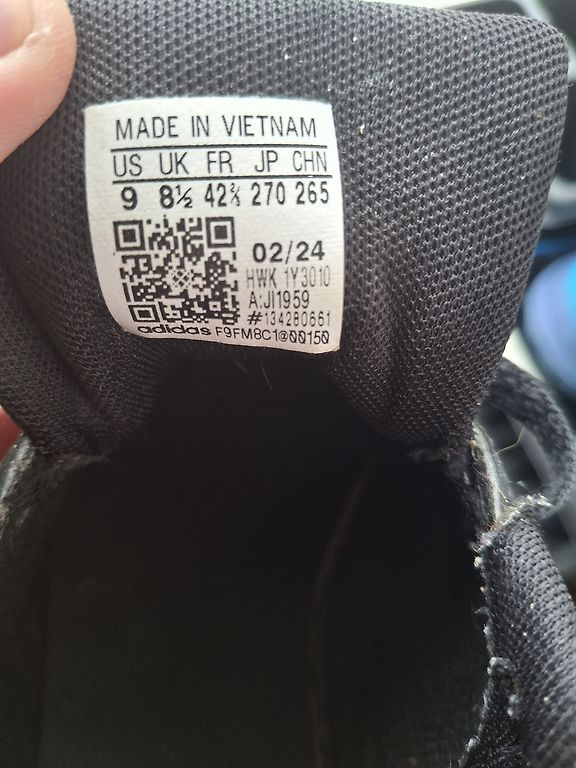 MADE IN VIETNAM
US UK FR JP CHN
9 8½ 42⅔ 270 265
02/24
HWK 1Y3010
A:JI1959
#134280661
adidas F9FM8C1@00150